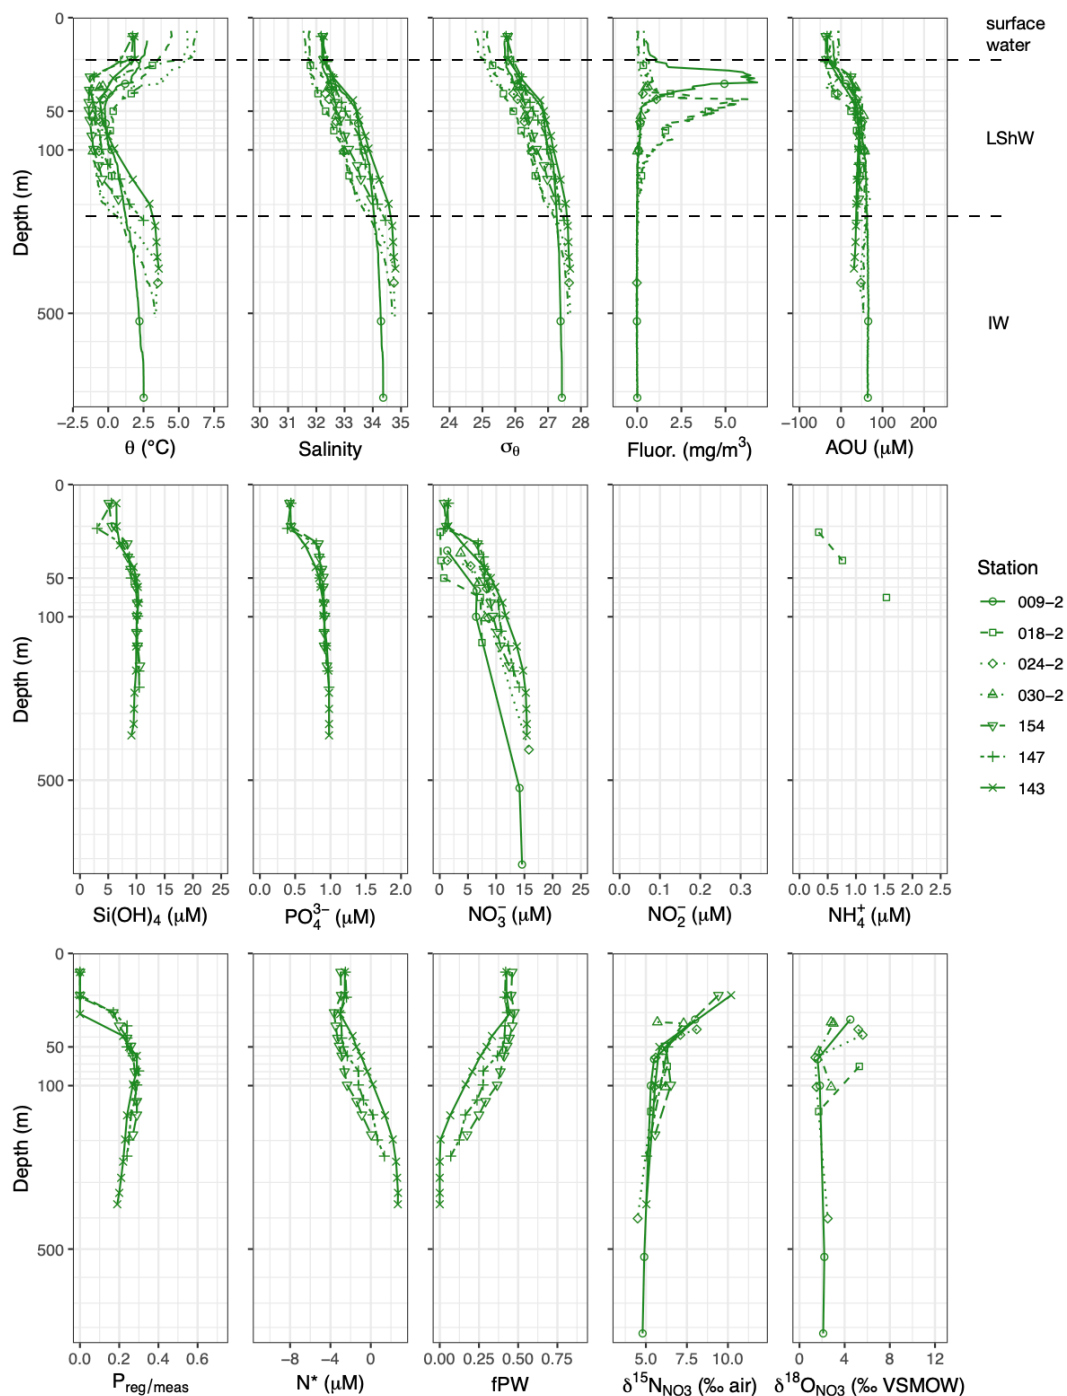 0
50
100
500
Depth (m)
−2.5 0.0 2.5 5.0 7.5
θ (°C)
30 31 32 33 34 35
Salinity
24 25 26 27 28
σθ
0.0 2.5 5.0
Fluor. (mg/m³)
−100 0 100 200
AOU (μM)
surface
water
LShW
IW
0
50
100
500
Depth (m)
0 5 10 15 20 25
Si(OH)₄ (μM)
0.0 0.5 1.0 1.5 2.0
PO₄³⁻ (μM)
0 5 10 15 20 25
NO₃⁻ (μM)
0.0 0.1 0.2 0.3
NO₂⁻ (μM)
0.0 0.5 1.0 1.5 2.0 2.5
NH₄⁺ (μM)
Station
009−2
018−2
024−2
030−2
154
147
143
0
50
100
500
Depth (m)
0.0 0.2 0.4 0.6
Preg/meas
−8 −4 0
N* (μM)
0.00 0.25 0.50 0.75
fPW
5.0 7.5 10.0
δ¹⁵NNO3 (‰ air)
0 4 8 12
δ¹⁸ONO3 (‰ VSMOW)